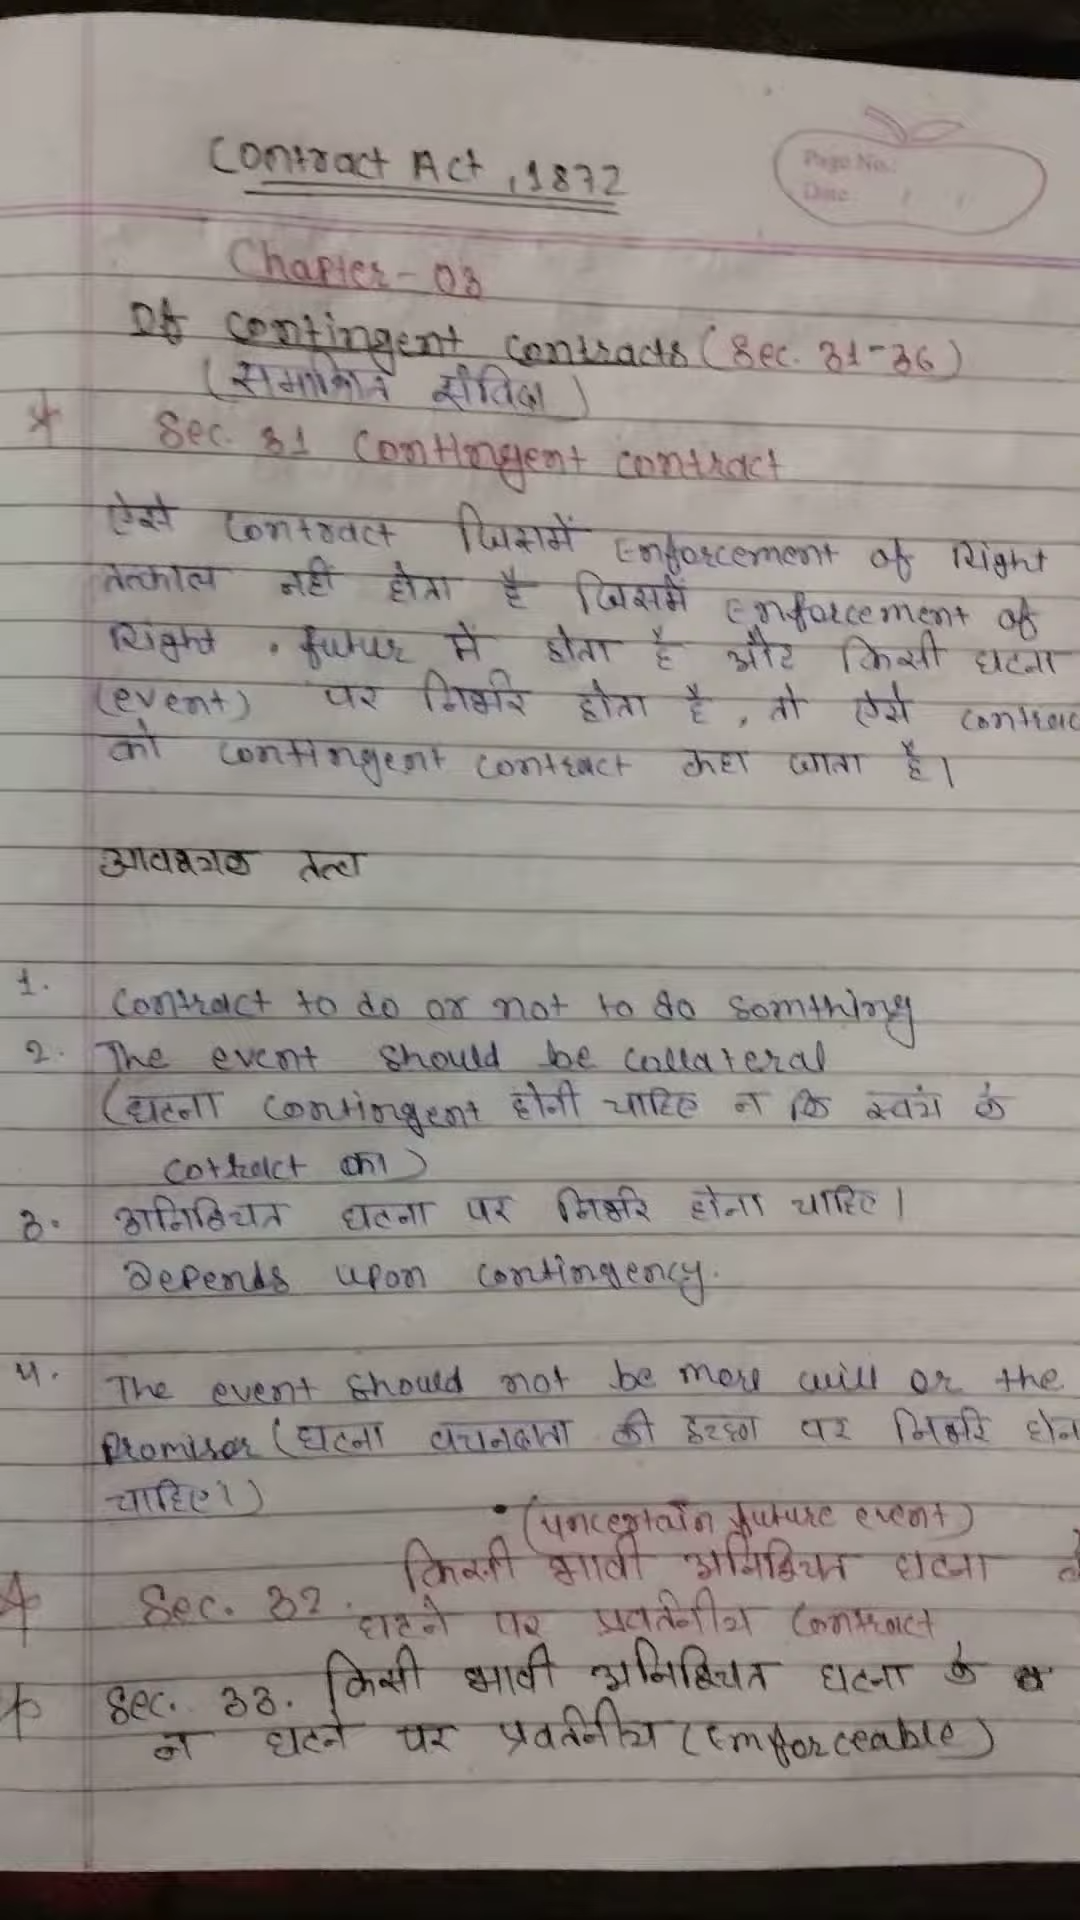 Contract Act, 1872
Page No.:
Date
Chapter-03
Of contingent contracts (Sec. 31-36)
(समाश्रित संविदा)
Sec. 31 Contingent contract
ऐसे contract जिसमें Enforcement of Right
तत्काल नहीं होता है जिसमें Enforcement of
Right . futur में होता है और किसी घटना
(event) पर निर्भर होता है, तो ऐसे contrac
को contingent contract कहा जाता है।
आवश्यक तत्व
1. Contract to do or not to do somthing
2. The event should be collateral
(घटना contingent होनी चाहिए न कि स्वयं के
cotract का)
3. अनिश्चित घटना पर निर्भर होना चाहिए।
Depends upon contingency.
4. The event should not be mere will or the
Promisor (घटना वचनदाता की इच्छा पर निर्भर होन
चाहिए।)
(uncertain future event)
Sec. 32. किसी भावी अनिश्चित घटना के
घटने पर प्रवर्तनीय Contract
Sec. 33. किसी भावी अनिश्चित घटना के
न घटने पर प्रवर्तनीय (Emforceable)